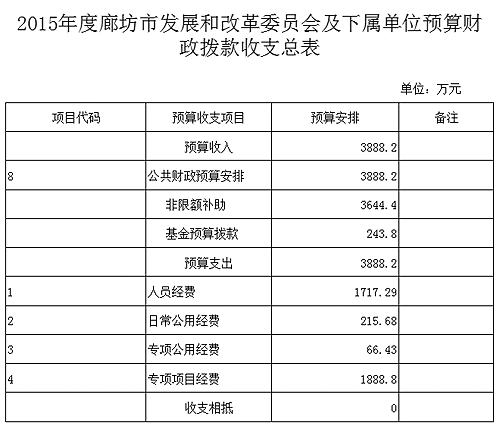 2015年度廊坊市发展和改革委员会及下属单位预算财
政拨款收支总表
单位：万元
项目代码 预算收支项目 预算安排 备注
预算收入 3888.2
8 公共财政预算安排 3888.2
非限额补助 3644.4
基金预算拨款 243.8
预算支出 3888.2
1 人员经费 1717.29
2 日常公用经费 215.68
3 专项公用经费 66.43
4 专项项目经费 1888.8
收支相抵 0